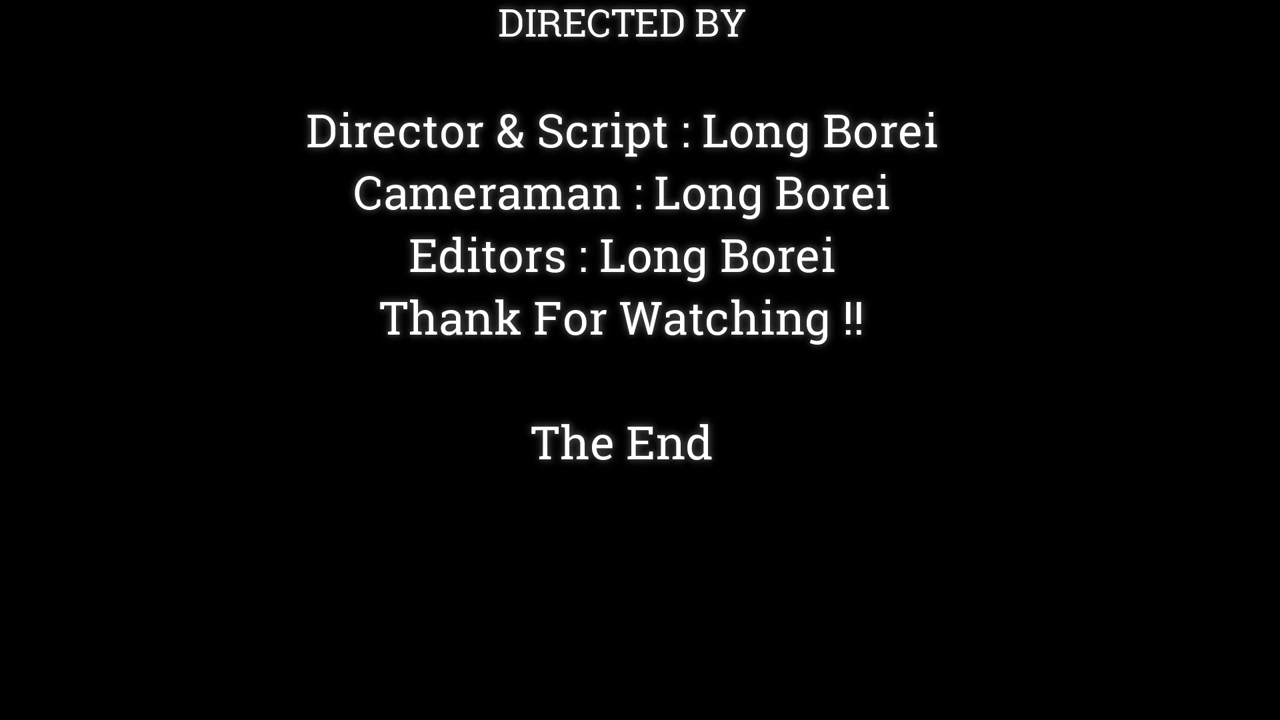 DIRECTED BY
Director & Script : Long Borei
Cameraman : Long Borei
Editors : Long Borei
Thank For Watching !!
The End